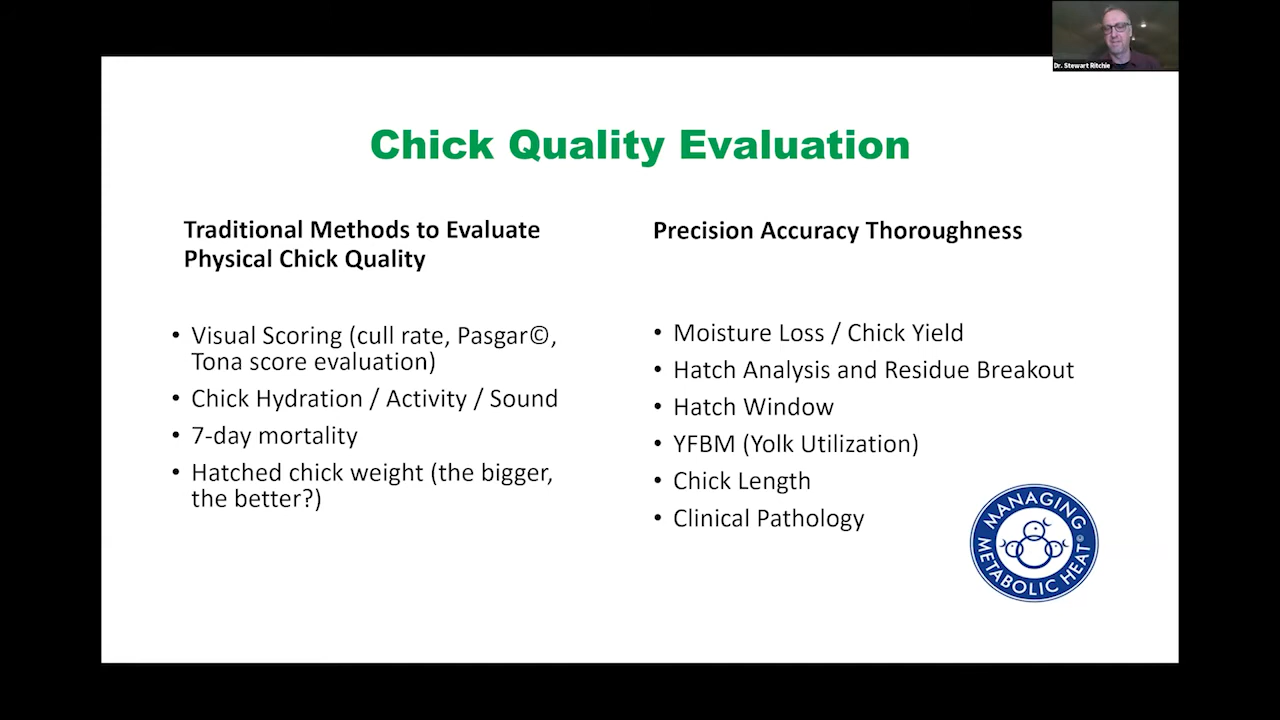 Dr. Stewart Ritchie
Chick Quality Evaluation
Traditional Methods to Evaluate
Physical Chick Quality
• Visual Scoring (cull rate, Pasgar©,
Tona score evaluation)
• Chick Hydration / Activity / Sound
• 7-day mortality
• Hatched chick weight (the bigger,
the better?)
Precision Accuracy Thoroughness
• Moisture Loss / Chick Yield
• Hatch Analysis and Residue Breakout
• Hatch Window
• YFBM (Yolk Utilization)
• Chick Length
• Clinical Pathology
MANAGING
METABOLIC HEAT
©